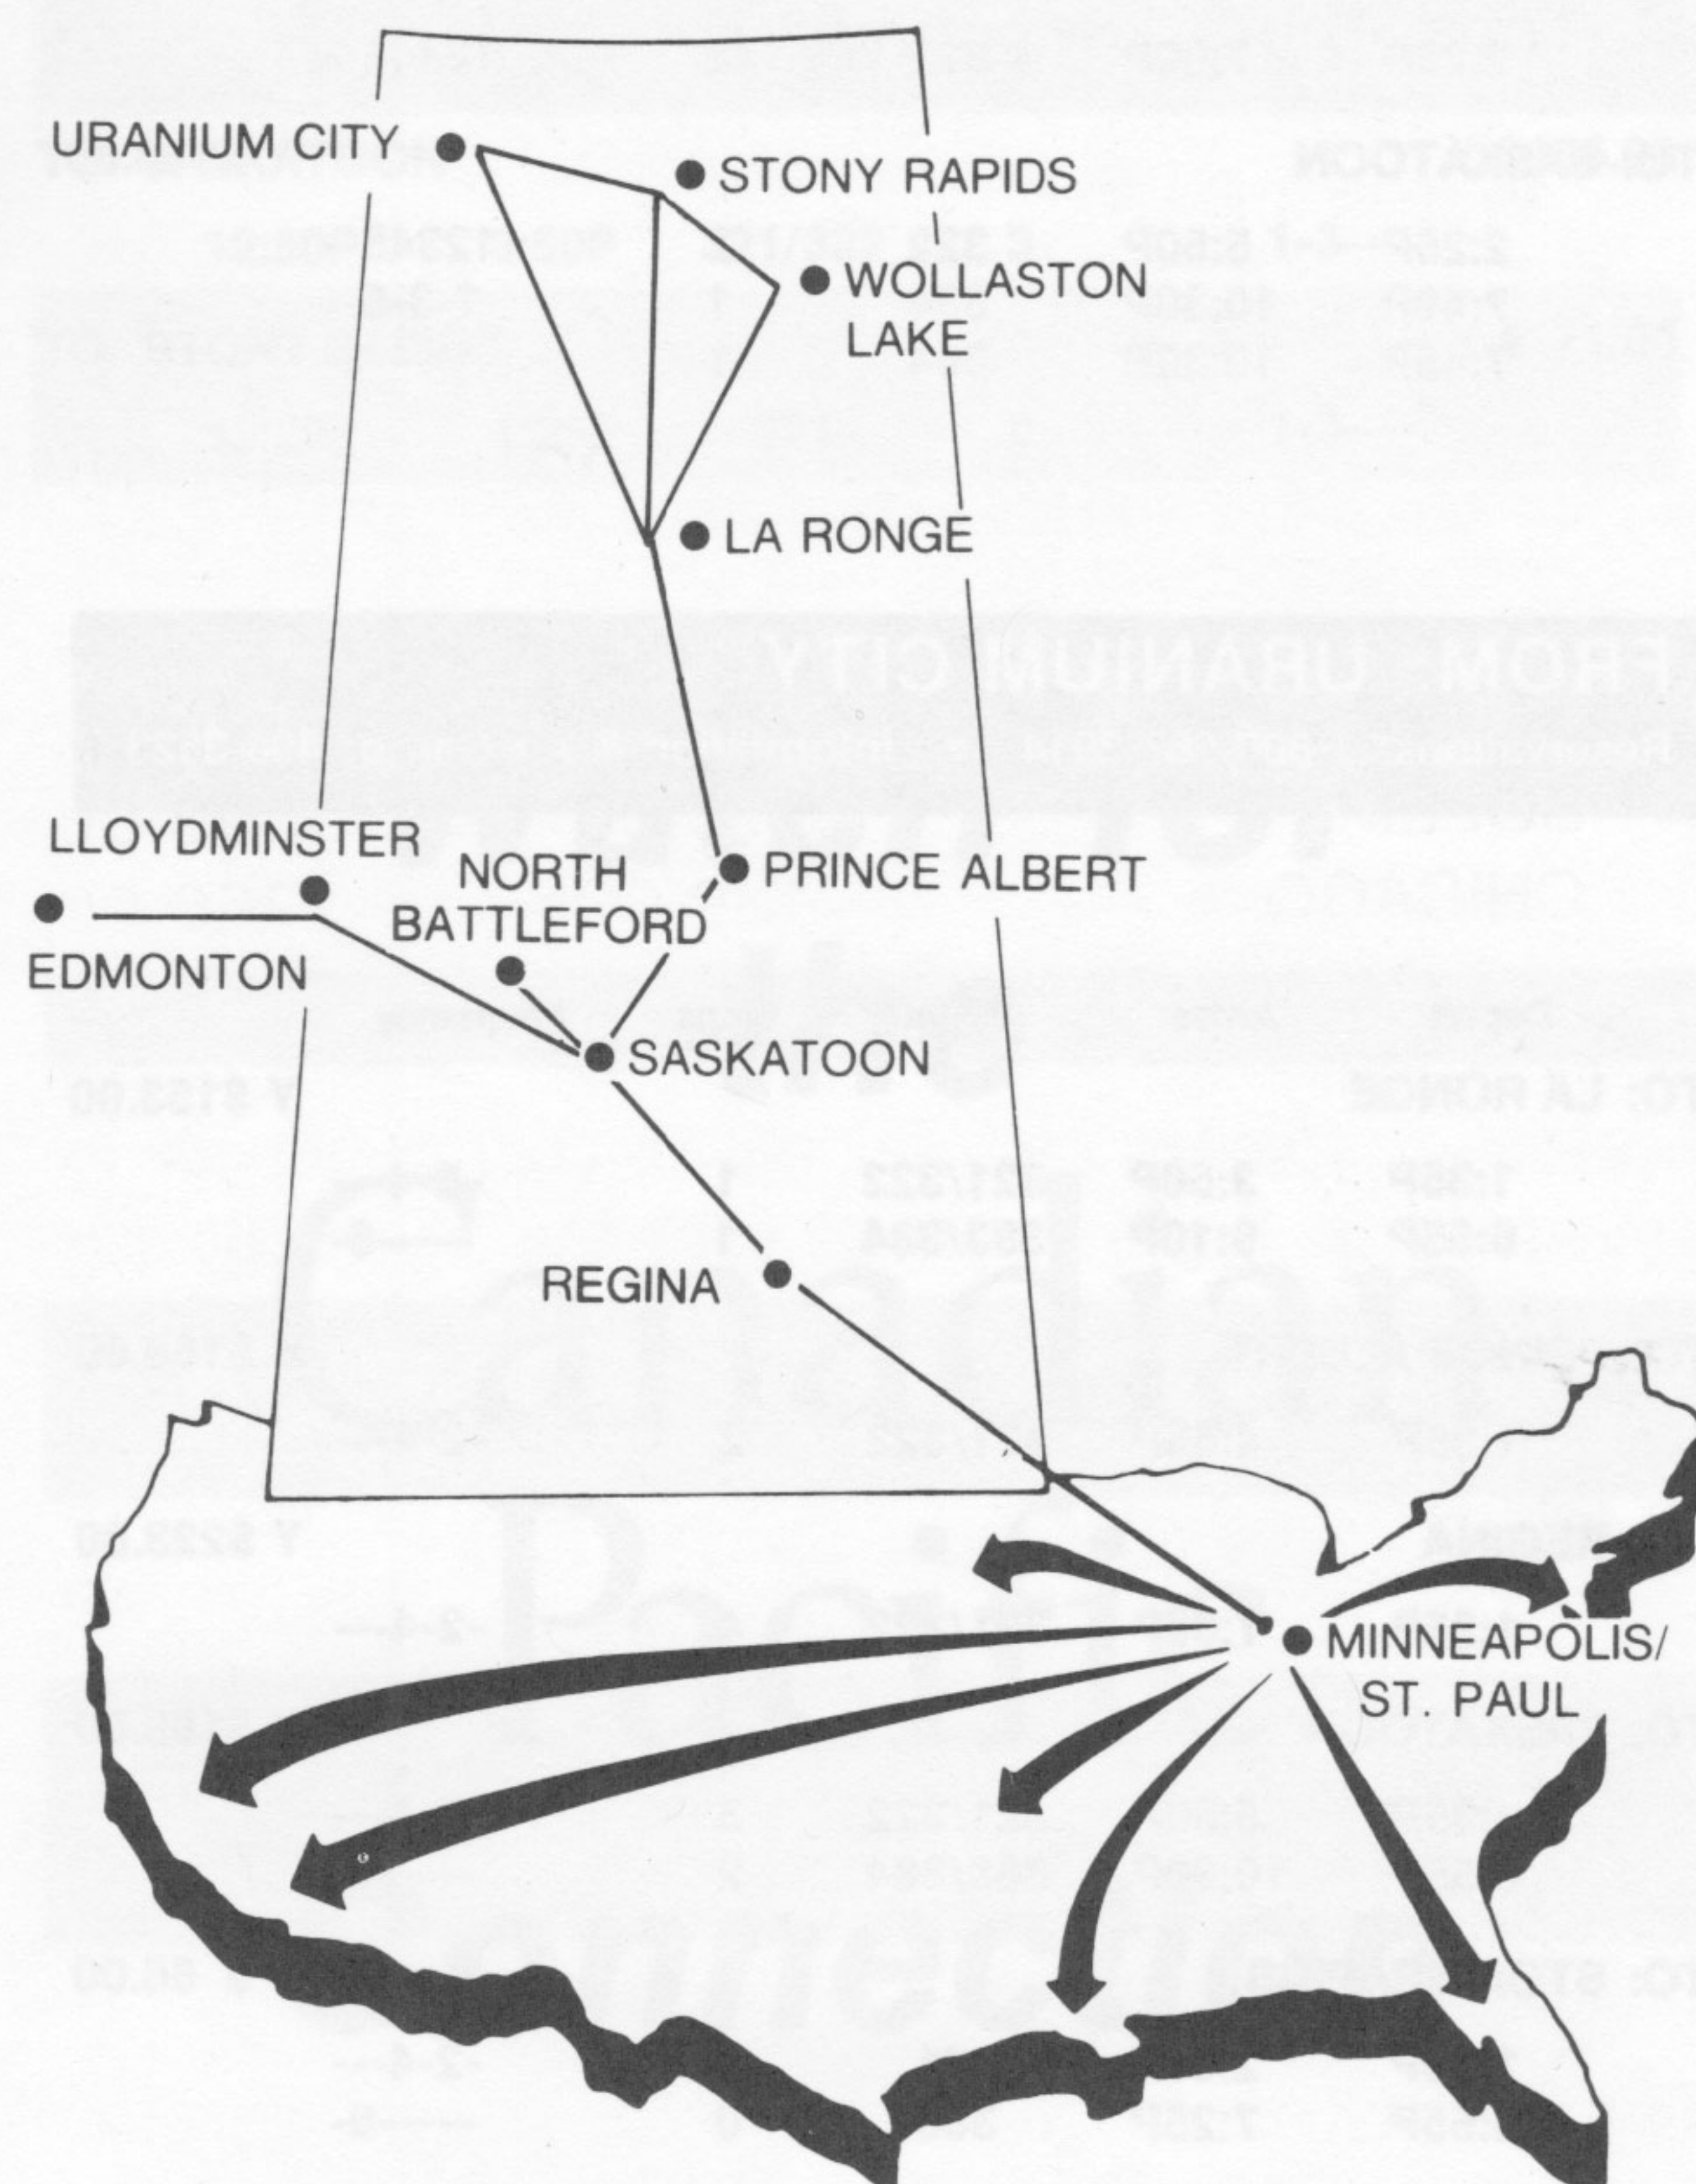 URANIUM CITY
STONY RAPIDS
WOLLASTON
LAKE
LA RONGE
LLOYDMINSTER
NORTH
BATTLEFORD
PRINCE ALBERT
EDMONTON
SASKATOON
REGINA
MINNEAPOLIS/
ST. PAUL